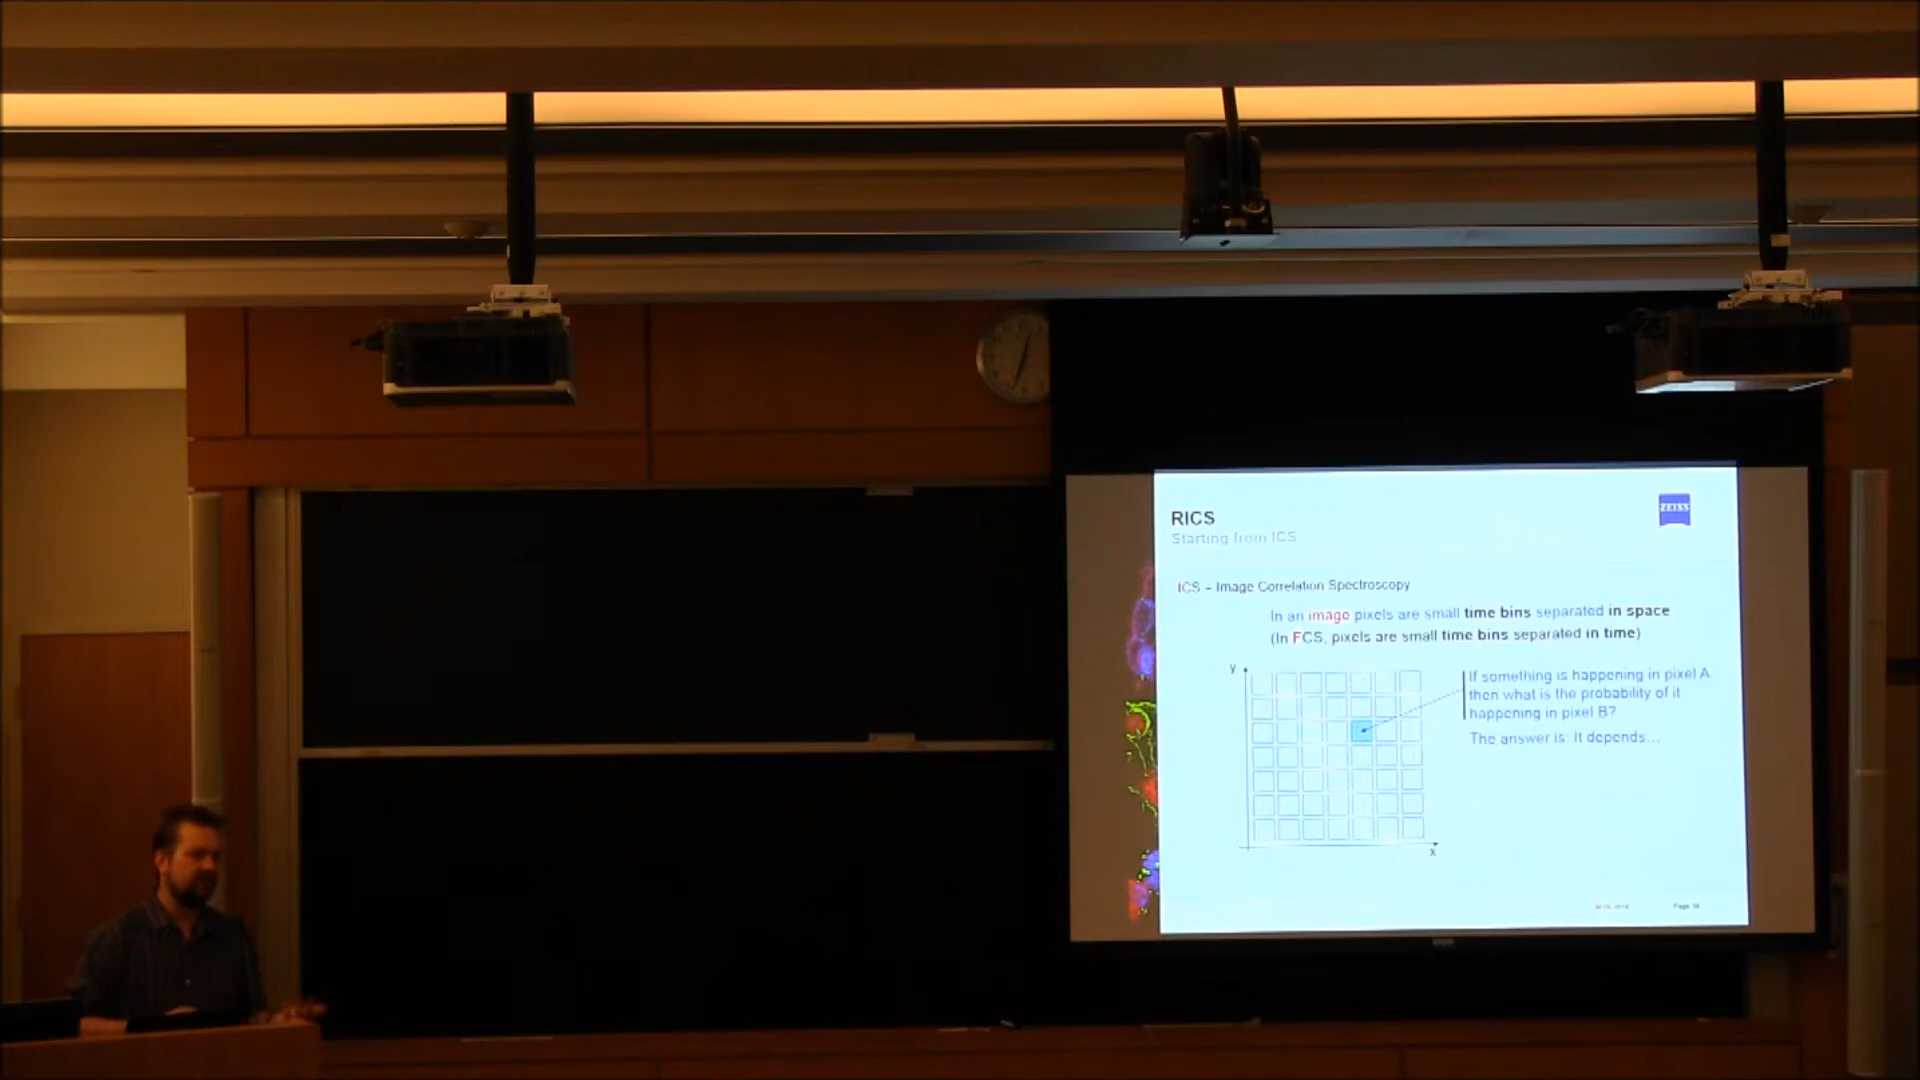 RICS
ZEISS
Starting from ICS
ICS – Image Correlation Spectroscopy
In an image pixels are small time bins separated in space
(In FCS, pixels are small time bins separated in time)
y
If something is happening in pixel A
then what is the probability of it
happening in pixel B?
The answer is: It depends...
x
Page